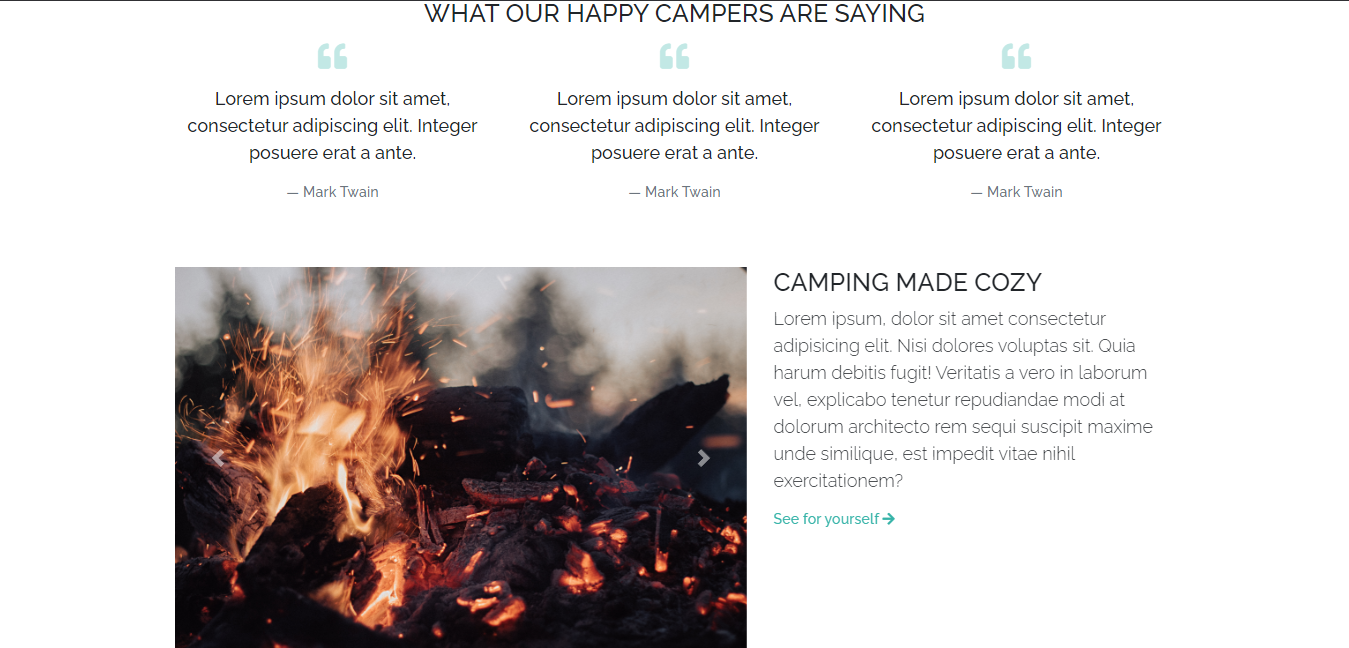 WHAT OUR HAPPY CAMPERS ARE SAYING
Lorem ipsum dolor sit amet,
consectetur adipiscing elit. Integer
posuere erat a ante.
— Mark Twain
Lorem ipsum dolor sit amet,
consectetur adipiscing elit. Integer
posuere erat a ante.
— Mark Twain
Lorem ipsum dolor sit amet,
consectetur adipiscing elit. Integer
posuere erat a ante.
— Mark Twain
CAMPING MADE COZY
Lorem ipsum, dolor sit amet consectetur
adipisicing elit. Nisi dolores voluptas sit. Quia
harum debitis fugit! Veritatis a vero in laborum
vel, explicabo tenetur repudiandae modi at
dolorum architecto rem sequi suscipit maxime
unde similique, est impedit vitae nihil
exercitationem?
See for yourself